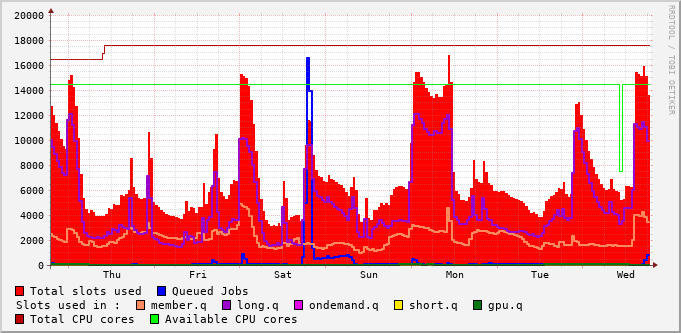 20000
18000
16000
14000
12000
10000
8000
6000
4000
2000
0
Thu Fri Sat Sun Mon Tue Wed
RRDTOOL / TOBI OETIKER
Total slots used Queued Jobs
Slots used in : member.q long.q ondemand.q short.q gpu.q
Total CPU cores Available CPU cores